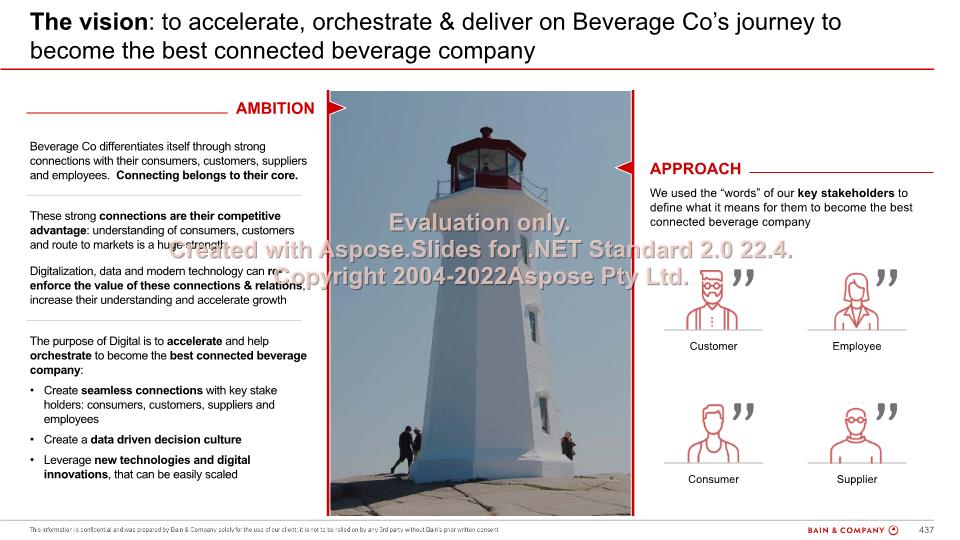 The vision: to accelerate, orchestrate & deliver on Beverage Co’s journey to
become the best connected beverage company
AMBITION
Beverage Co differentiates itself through strong
connections with their consumers, customers, suppliers
and employees. Connecting belongs to their core.
These strong connections are their competitive
advantage: understanding of consumers, customers
and route to markets is a huge strength
Digitalization, data and modern technology can re-
enforce the value of these connections & relations,
increase their understanding and accelerate growth
The purpose of Digital is to accelerate and help
orchestrate to become the best connected beverage
company:
• Create seamless connections with key stake
holders: consumers, customers, suppliers and
employees
• Create a data driven decision culture
• Leverage new technologies and digital
innovations, that can be easily scaled
Evaluation only.
Created with Aspose.Slides for .NET Standard 2.0 22.4.
Copyright 2004-2022Aspose Pty Ltd.
APPROACH
We used the “words” of our key stakeholders to
define what it means for them to become the best
connected beverage company
”
”
Customer
Employee
”
”
Consumer
Supplier
This information is confidential and was prepared by Bain & Company solely for the use of our client; it is not to be relied on by any 3rd party without Bain's prior written consent
BAIN & COMPANY
437